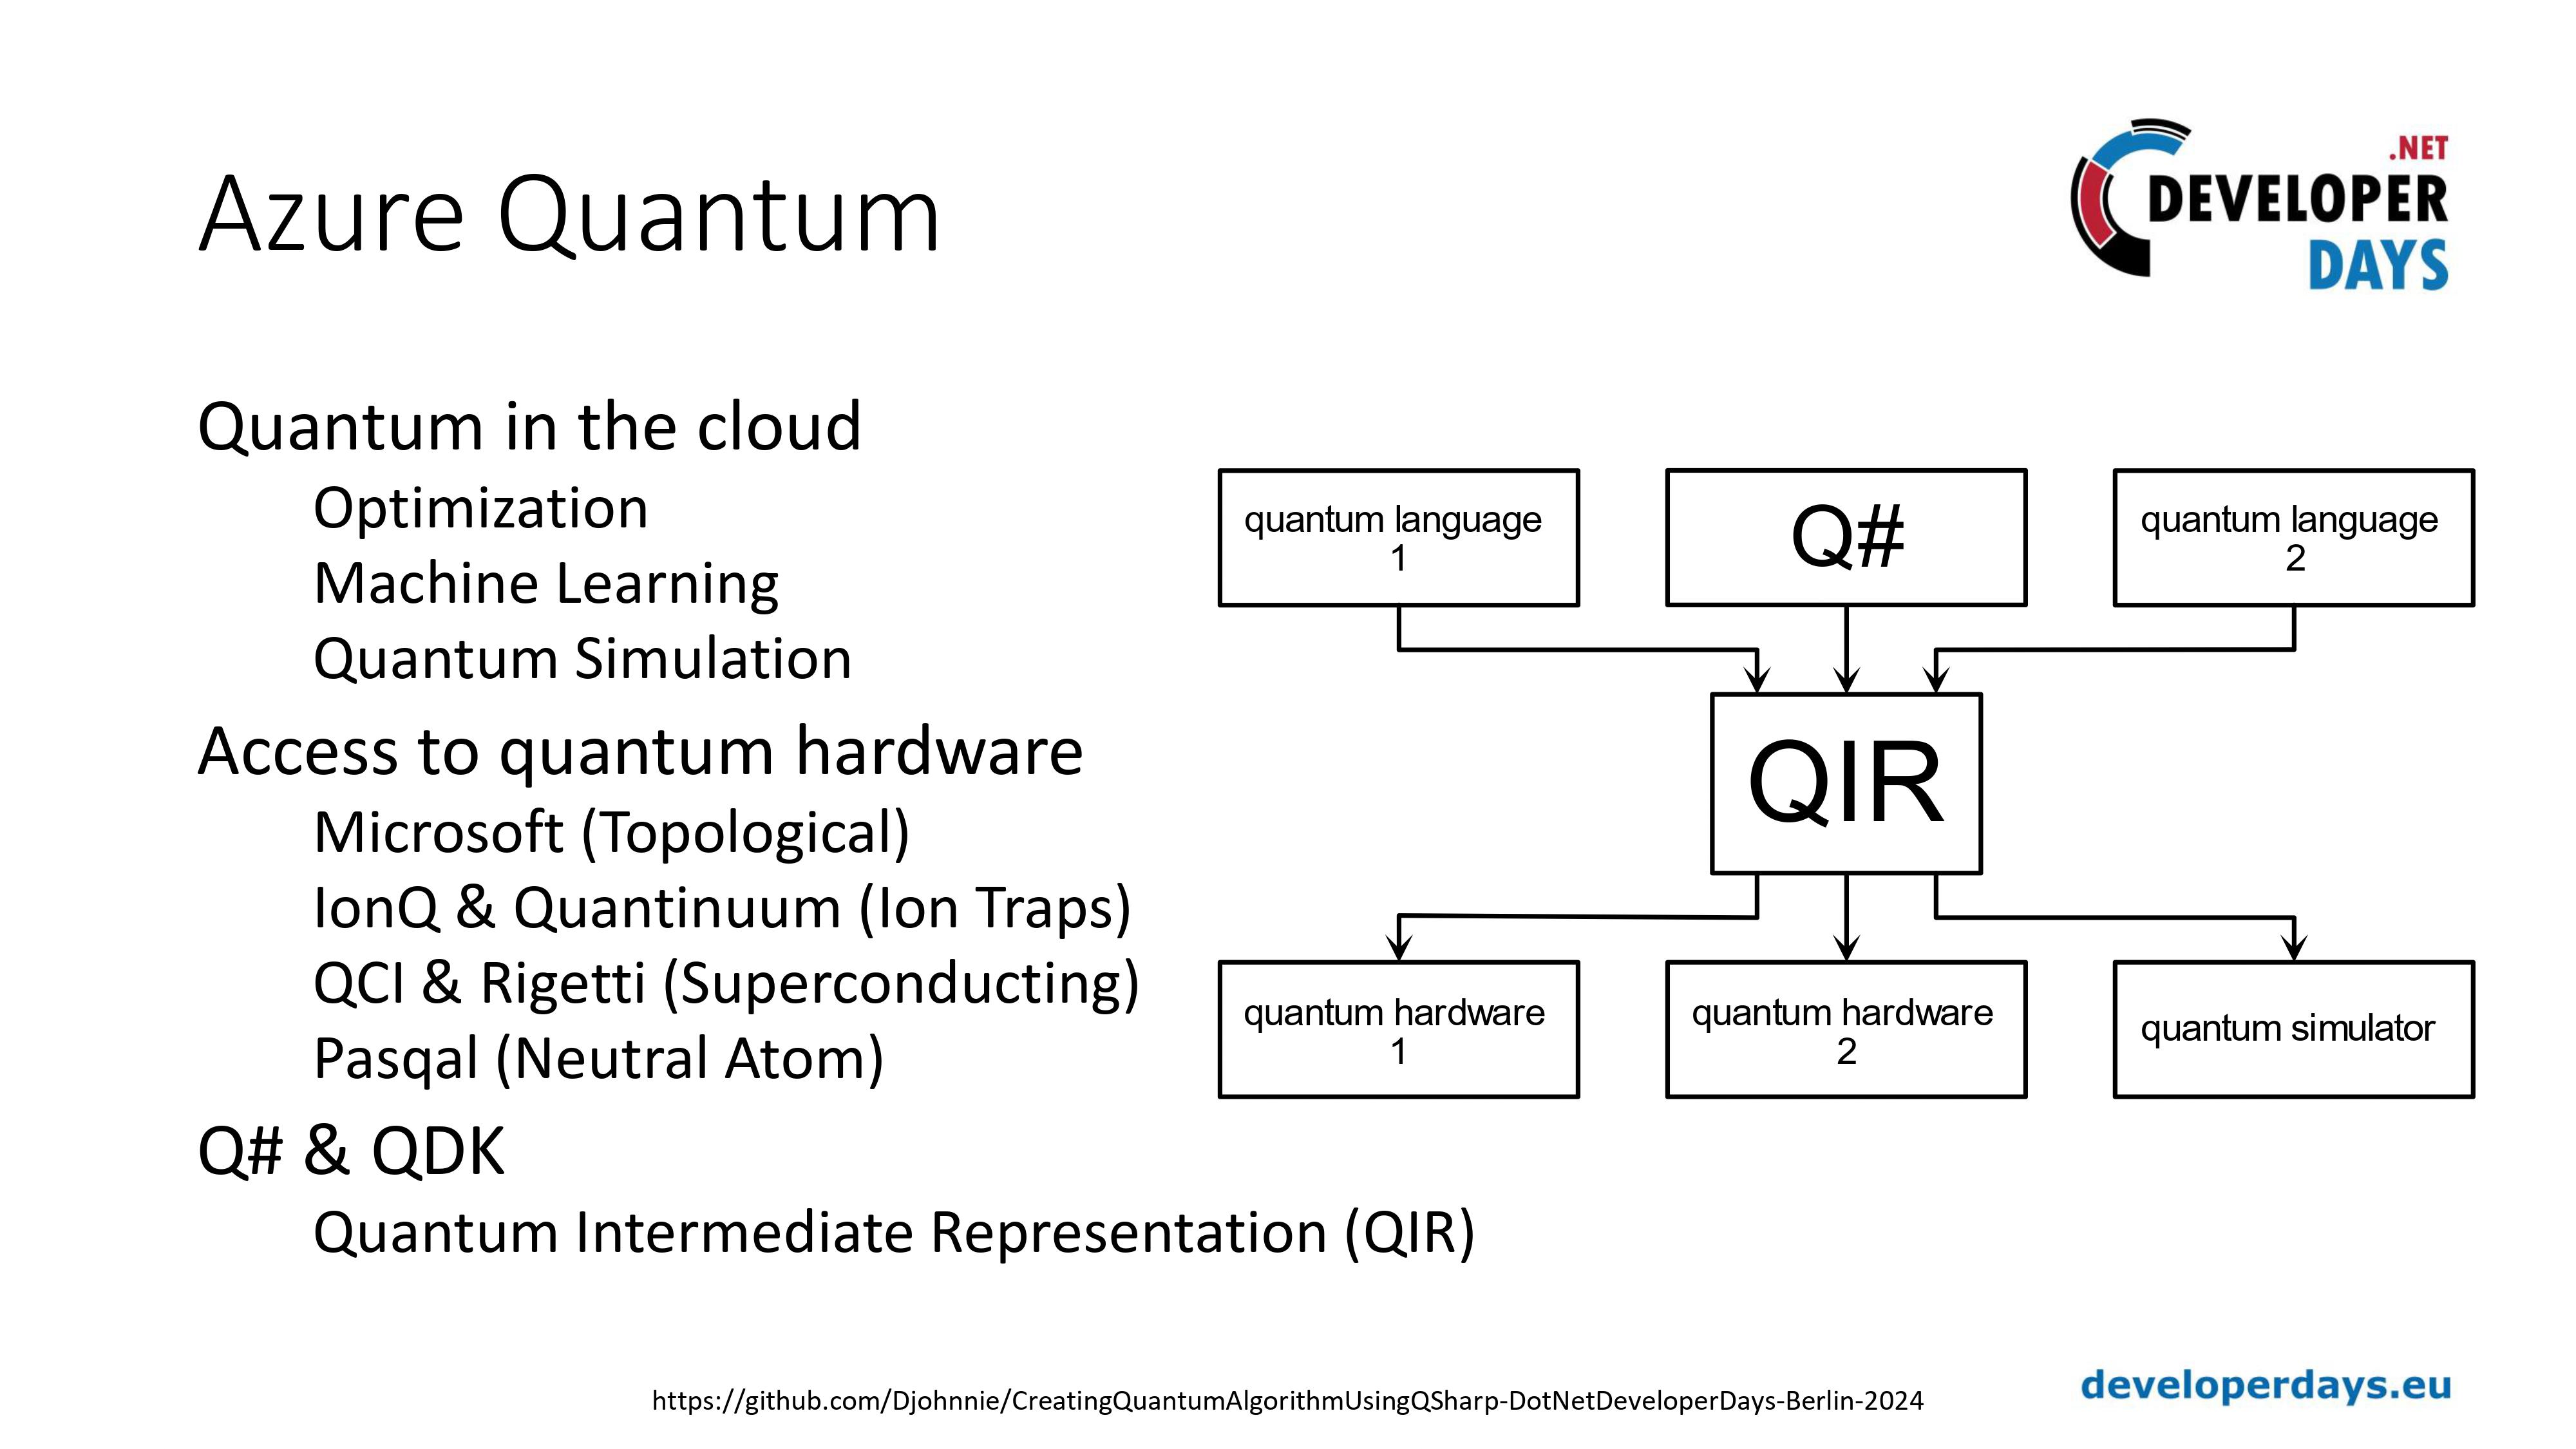 Azure Quantum
.NET
DEVELOPER
DAYS
Quantum in the cloud
Optimization
Machine Learning
Quantum Simulation
Access to quantum hardware
Microsoft (Topological)
IonQ & Quantinuum (Ion Traps)
QCI & Rigetti (Superconducting)
Pasqal (Neutral Atom)
Q# & QDK
Quantum Intermediate Representation (QIR)
quantum language
1
Q#
quantum language
2
QIR
quantum hardware
1
quantum hardware
2
quantum simulator
https://github.com/Djohnnie/CreatingQuantumAlgorithmUsingQSharp-DotNetDeveloperDays-Berlin-2024
developerdays.eu